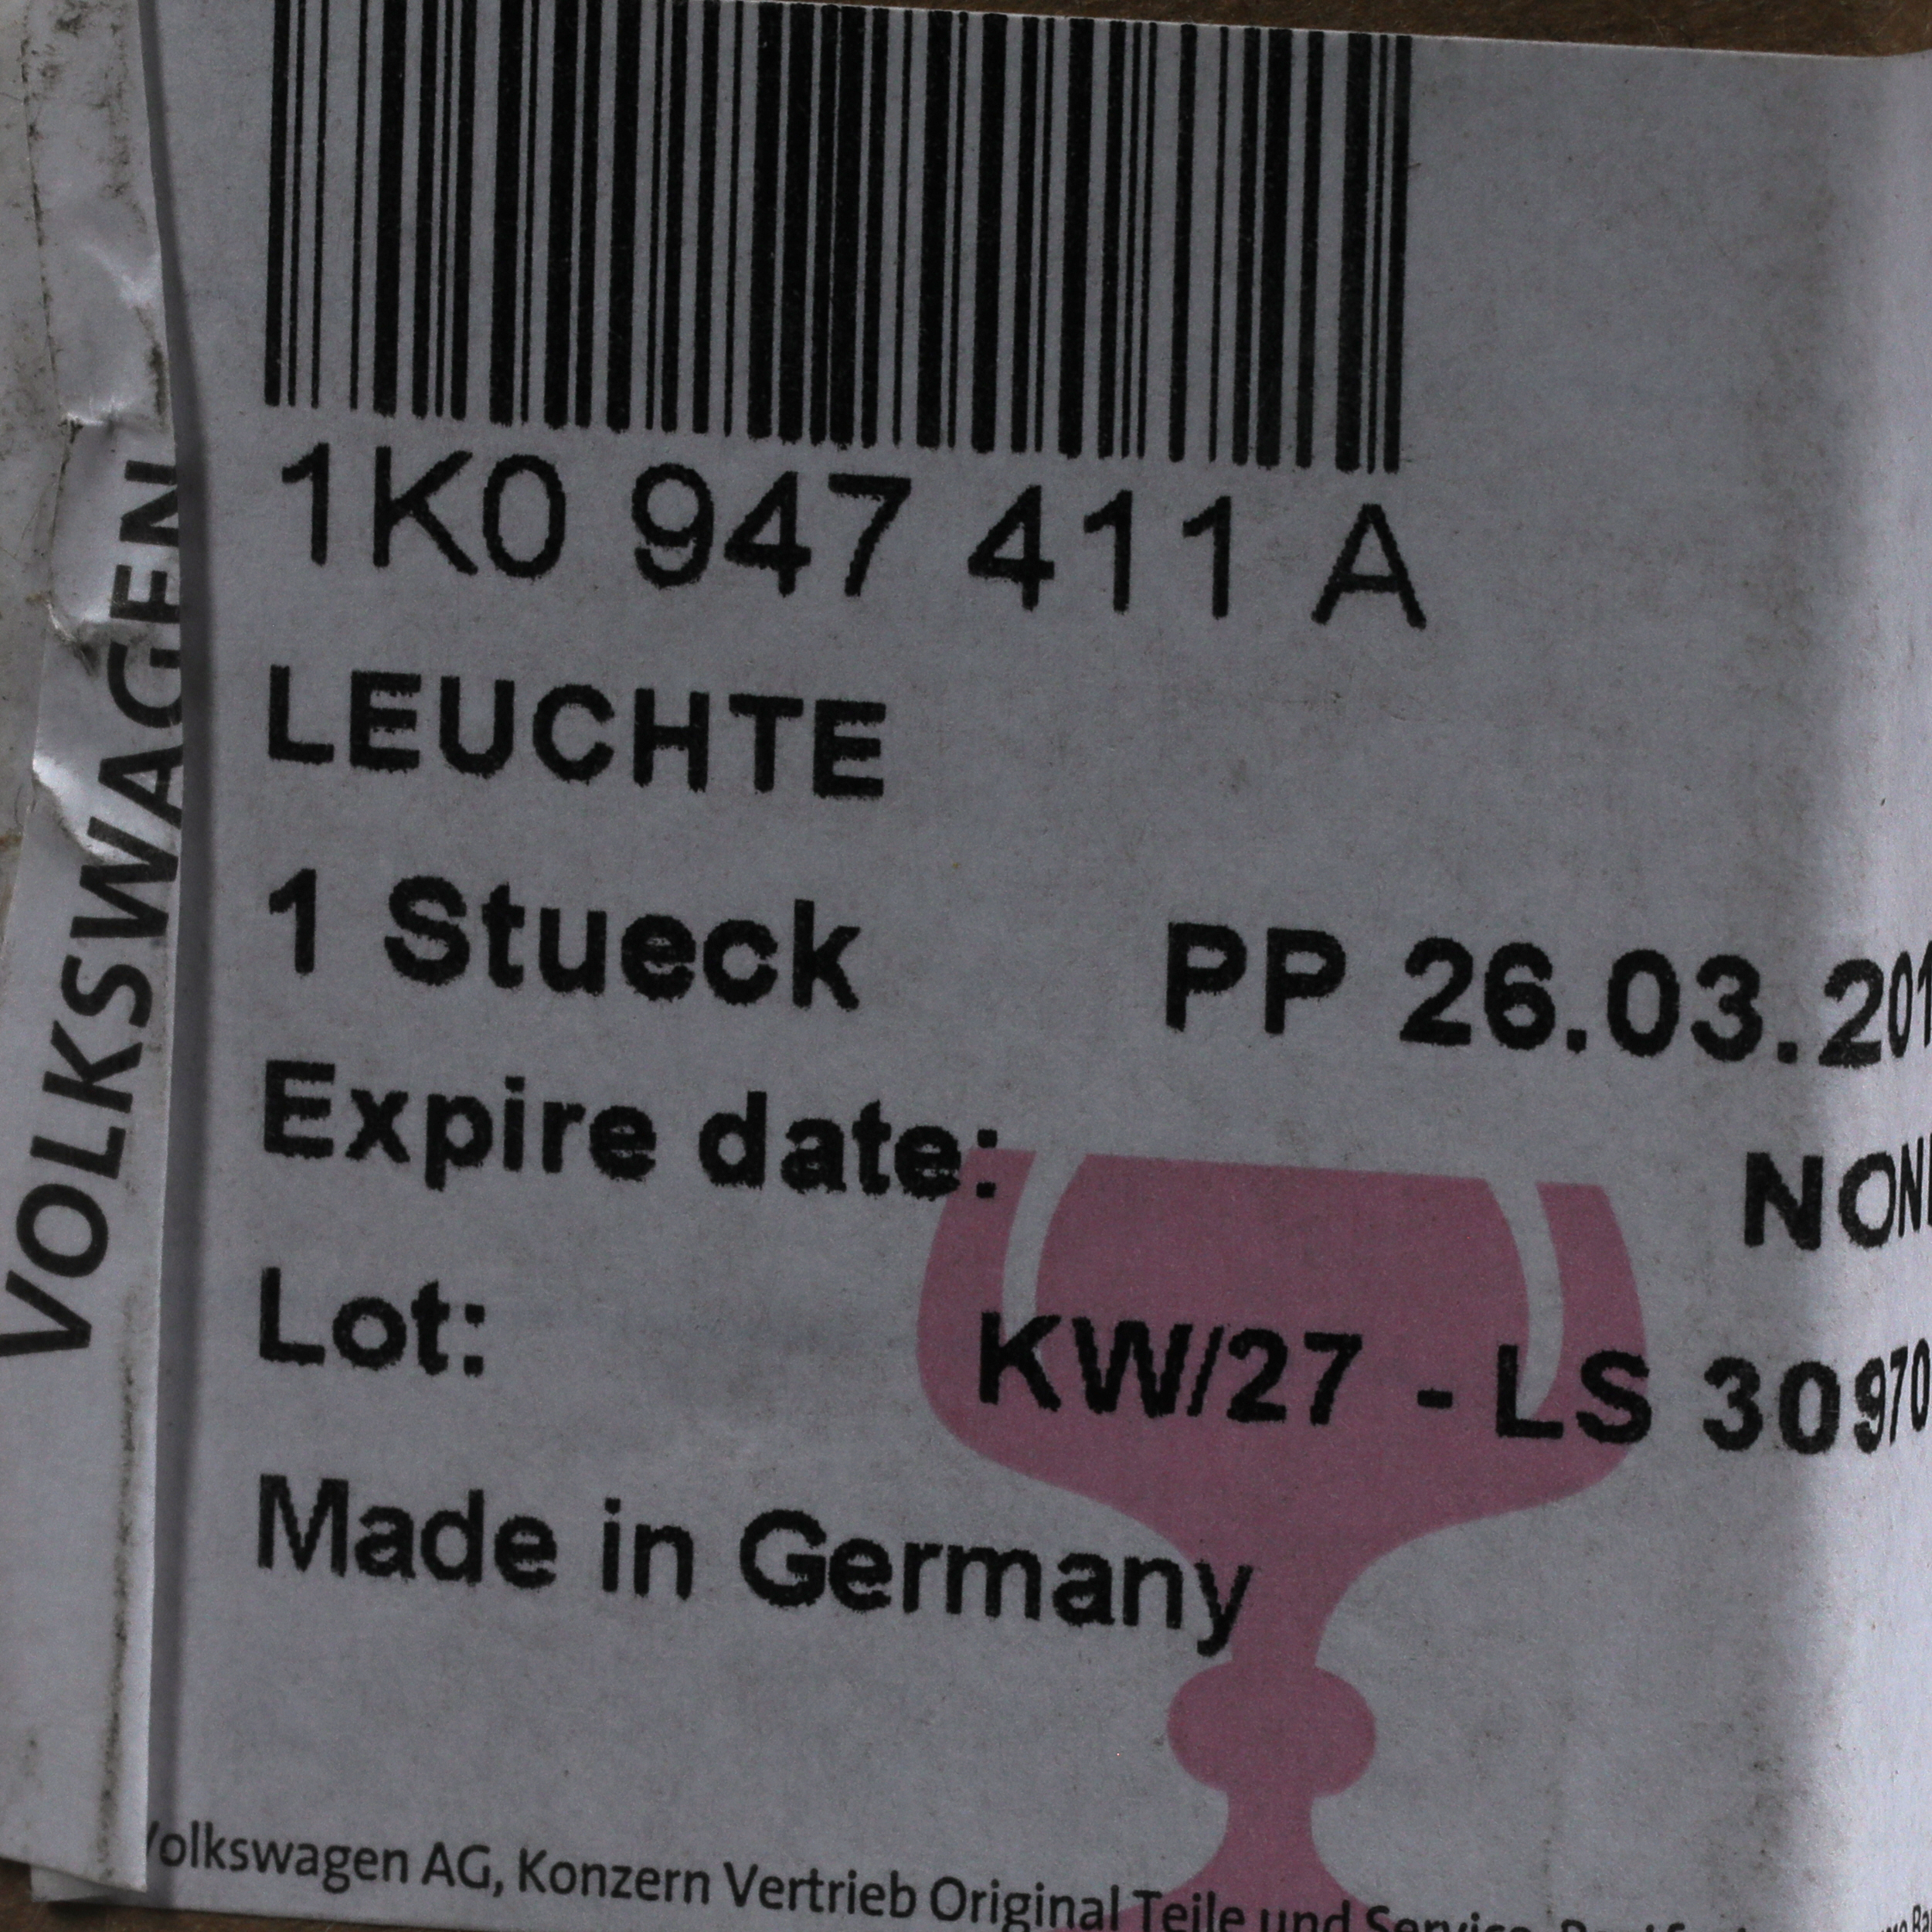 1K0 947 411 A
LEUCHTE
1 Stueck PP 26.03.201
Expire date:
Lot: KW/27 - LS 30970
Made in Germany
Volkswagen AG, Konzern Vertrieb Original Teile und Service
VOLKSWAGEN